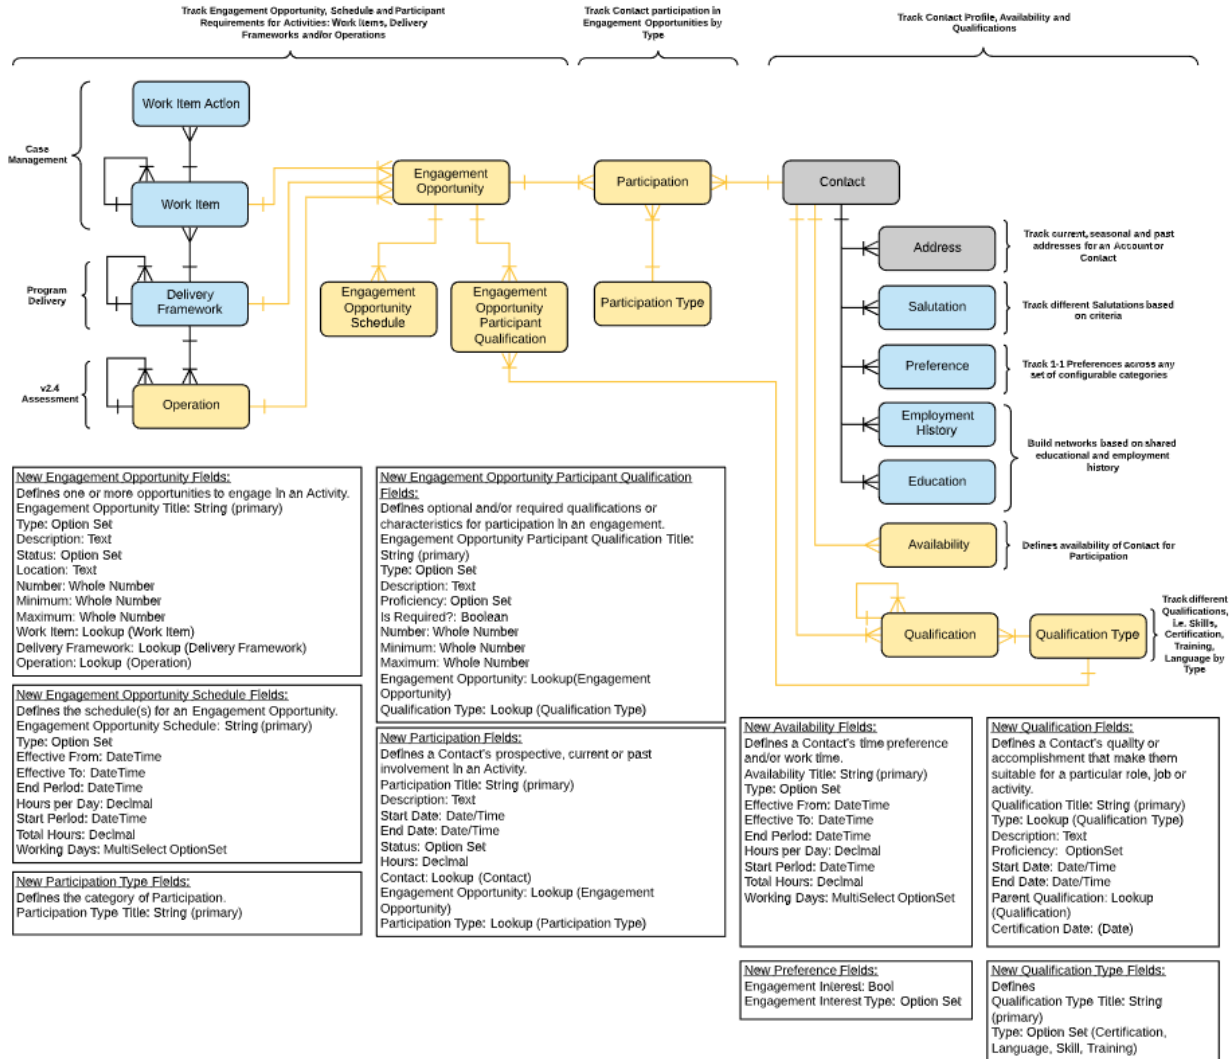 Track Engagement Opportunity, Schedule and Participant
Requirements for Activities: Work Items, Delivery
Frameworks and/or Operations
Track Contact participation in
Engagement Opportunities by
Type
Track Contact Profile, Availability and
Qualifications
Case
Management
Work Item Action
Work Item
Program
Delivery
Delivery
Framework
v2.4
Assessment
Operation
Engagement
Opportunity
Engagement
Opportunity
Schedule
Engagement
Opportunity
Participant
Qualification
Participation
Participation Type
Contact
Address
Track current, seasonal and past
addresses for an Account or
Contact
Salutation
Track different Salutations based
on criteria
Preference
Track 1-1 Preferences across any
set of configurable categories
Employment
History
Education
Build networks based on shared
educational and employment
history
Availability
Defines availability of Contact for
Participation
Qualification
Qualification Type
Track different
Qualifications,
i.e. Skills,
Certification,
Training,
Language by
Type
New Engagement Opportunity Fields:
Defines one or more opportunities to engage in an Activity.
Engagement Opportunity Title: String (primary)
Type: Option Set
Description: Text
Status: Option Set
Location: Text
Number: Whole Number
Minimum: Whole Number
Maximum: Whole Number
Work Item: Lookup (Work Item)
Delivery Framework: Lookup (Delivery Framework)
Operation: Lookup (Operation)
New Engagement Opportunity Schedule Fields:
Defines the schedule(s) for an Engagement Opportunity.
Engagement Opportunity Schedule: String (primary)
Type: Option Set
Effective From: DateTime
Effective To: DateTime
End Period: DateTime
Hours per Day: Decimal
Start Period: DateTime
Total Hours: Decimal
Working Days: MultiSelect OptionSet
New Participation Type Fields:
Defines the category of Participation.
Participation Type Title: String (primary)
New Engagement Opportunity Participant Qualification
Fields:
Defines optional and/or required qualifications or
characteristics for participation in an engagement.
Engagement Opportunity Participant Qualification Title:
String (primary)
Type: Option Set
Description: Text
Proficiency: Option Set
Is Required?: Boolean
Number: Whole Number
Minimum: Whole Number
Maximum: Whole Number
Engagement Opportunity: Lookup(Engagement
Opportunity)
Qualification Type: Lookup (Qualification Type)
New Participation Fields:
Defines a Contact's prospective, current or past
involvement in an Activity.
Participation Title: String (primary)
Description: Text
Start Date: Date/Time
End Date: Date/Time
Status: Option Set
Hours: Decimal
Contact: Lookup (Contact)
Engagement Opportunity: Lookup (Engagement
Opportunity)
Participation Type: Lookup (Participation Type)
New Availability Fields:
Defines a Contact's time preference
and/or work time.
Availability Title: String (primary)
Type: Option Set
Effective From: DateTime
Effective To: DateTime
End Period: DateTime
Hours per Day: Decimal
Start Period: DateTime
Total Hours: Decimal
Working Days: MultiSelect OptionSet
New Preference Fields:
Engagement Interest: Bool
Engagement Interest Type: Option Set
New Qualification Fields:
Defines a Contact's quality or
accomplishment that make them
suitable for a particular role, job or
activity.
Qualification Title: String (primary)
Type: Lookup (Qualification Type)
Description: Text
Proficiency: OptionSet
Start Date: Date/Time
End Date: Date/Time
Parent Qualification: Lookup
(Qualification)
Certification Date: (Date)
New Qualification Type Fields:
Defines
Qualification Type Title: String
(primary)
Type: Option Set (Certification,
Language, Skill, Training)